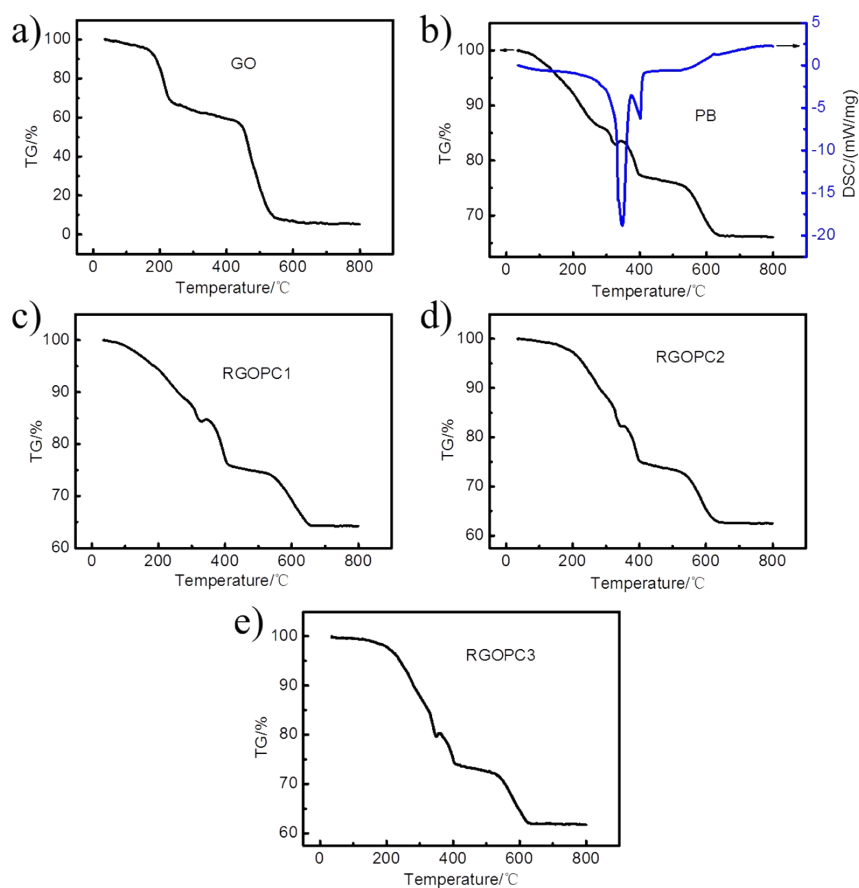 a)
GO
TG/%
100
80
60
40
20
0
0 200 400 600 800
Temperature/℃
b)
PB
TG/%
100
90
80
70
DSC/(mW/mg)
5
0
-5
-10
-15
-20
0 200 400 600 800
Temperature/℃
c)
RGOPC1
TG/%
100
90
80
70
60
0 200 400 600 800
Temperature/℃
d)
RGOPC2
TG/%
100
90
80
70
60
0 200 400 600 800
Temperature/℃
e)
RGOPC3
TG/%
100
90
80
70
60
0 200 400 600 800
Temperature/℃